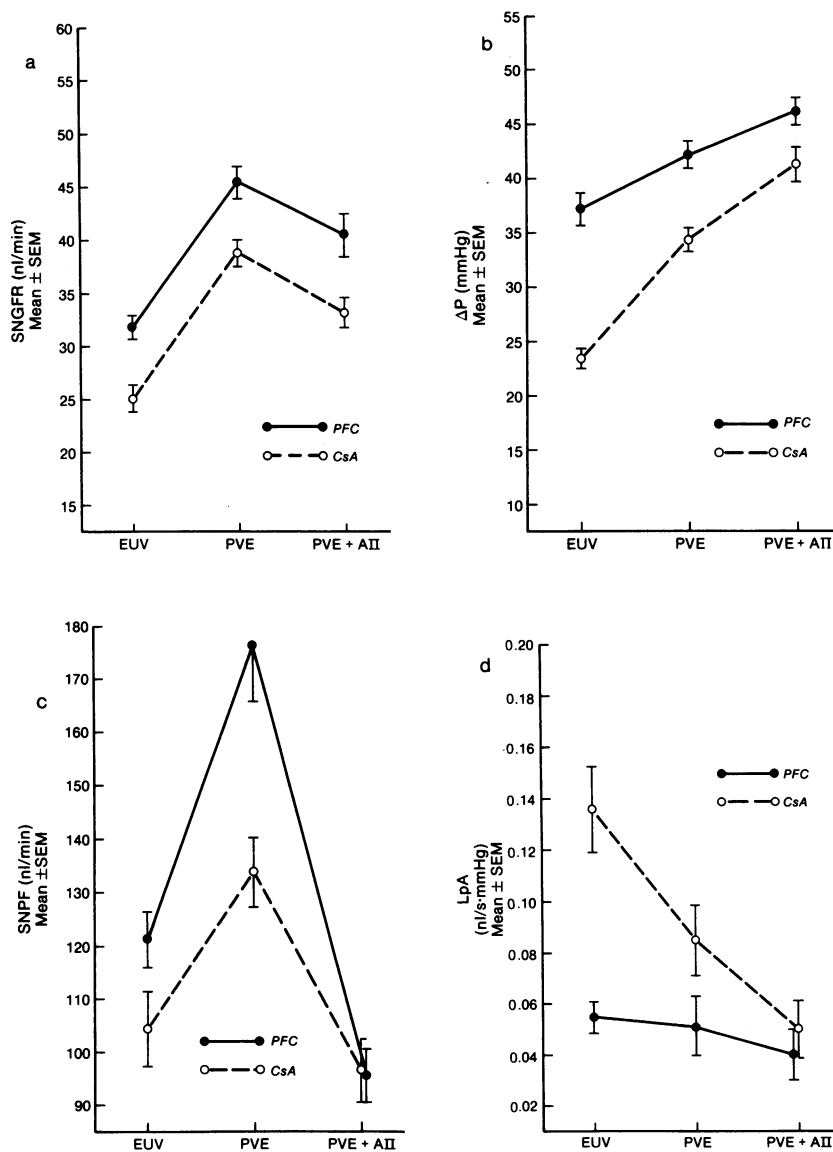 a
60
55
50
45
40
35
30
25
20
15
SNGFR (nl/min)
Mean ± SEM
PFC
CsA
EUV
PVE
PVE + AII
b
55
50
45
40
35
30
25
20
15
10
ΔP (mmHg)
Mean ± SEM
PFC
CsA
EUV
PVE
PVE + AII
c
180
170
160
150
140
130
120
110
100
90
SNPF (nl/min)
Mean ±SEM
PFC
CsA
EUV
PVE
PVE + AII
d
0.20
0.18
0.16
0.14
0.12
0.10
0.08
0.06
0.04
0.02
LpA
(nl/s·mmHg)
Mean ± SEM
PFC
CsA
EUV
PVE
PVE + AII